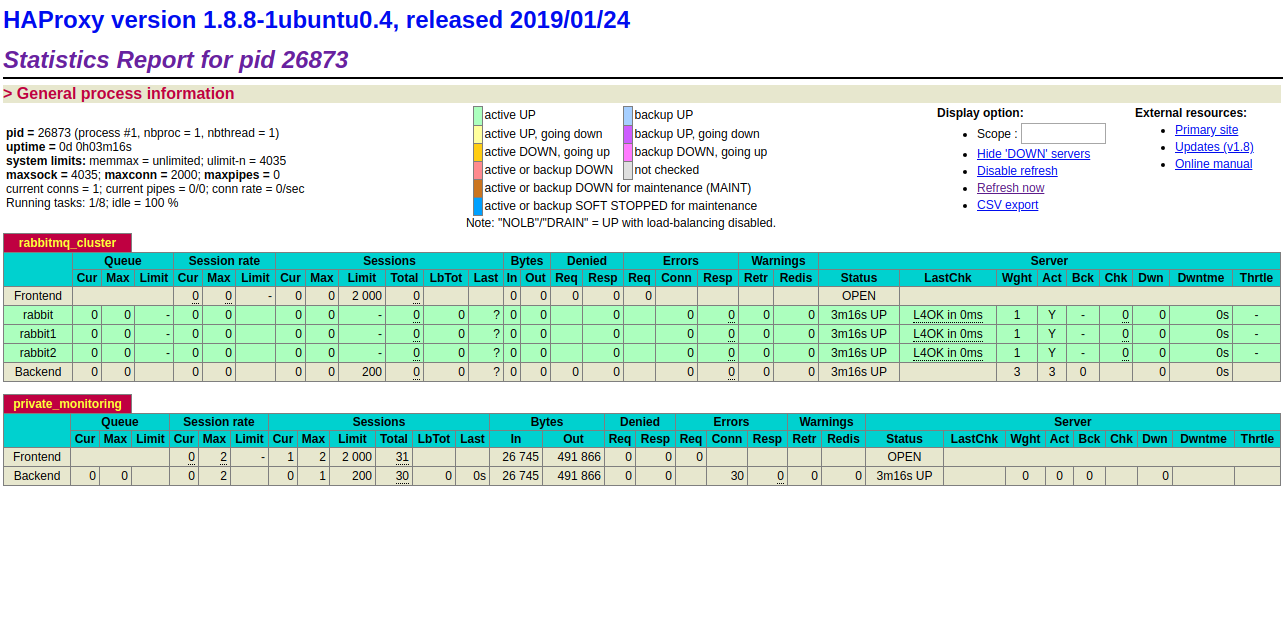 HAProxy version 1.8.8-1ubuntu0.4, released 2019/01/24
Statistics Report for pid 26873
> General process information
pid = 26873 (process #1, nbproc = 1, nbthread = 1)
uptime = 0d 0h03m16s
system limits: memmax = unlimited; ulimit-n = 4035
maxsock = 4035; maxconn = 2000; maxpipes = 0
current conns = 1; current pipes = 0/0; conn rate = 0/sec
Running tasks: 1/8; idle = 100 %
active UP backup UP
active UP, going down backup UP, going down
active DOWN, going up backup DOWN, going up
active or backup DOWN not checked
active or backup DOWN for maintenance (MAINT)
active or backup SOFT STOPPED for maintenance
Note: "NOLB"/"DRAIN" = UP with load-balancing disabled.
Display option:
Scope :
Hide 'DOWN' servers
Disable refresh
Refresh now
CSV export
External resources:
Primary site
Updates (v1.8)
Online manual
rabbitmq_cluster
Queue Session rate Sessions Bytes Denied Errors Warnings Server
Cur Max Limit Cur Max Limit Cur Max Limit Total LbTot Last In Out Req Resp Req Conn Resp Retr Redis Status LastChk Wght Act Bck Chk Dwn Dwntme Thrtle
Frontend 0 0 - 0 0 2 000 0 0 0 0 0 0 OPEN
rabbit 0 0 - 0 0 0 0 - 0 0 ? 0 0 0 0 0 0 0 3m16s UP L4OK in 0ms 1 Y - 0 0 0s -
rabbit1 0 0 - 0 0 0 0 - 0 0 ? 0 0 0 0 0 0 0 3m16s UP L4OK in 0ms 1 Y - 0 0 0s -
rabbit2 0 0 - 0 0 0 0 - 0 0 ? 0 0 0 0 0 0 0 3m16s UP L4OK in 0ms 1 Y - 0 0 0s -
Backend 0 0 0 0 0 0 200 0 0 ? 0 0 0 0 0 0 0 0 3m16s UP 3 3 0 0 0s
private_monitoring
Queue Session rate Sessions Bytes Denied Errors Warnings Server
Cur Max Limit Cur Max Limit Cur Max Limit Total LbTot Last In Out Req Resp Req Conn Resp Retr Redis Status LastChk Wght Act Bck Chk Dwn Dwntme Thrtle
Frontend 0 2 - 1 2 2 000 31 26 745 491 866 0 0 0 OPEN
Backend 0 0 0 2 0 1 200 30 0 0s 26 745 491 866 0 0 30 0 0 0 3m16s UP 0 0 0 0